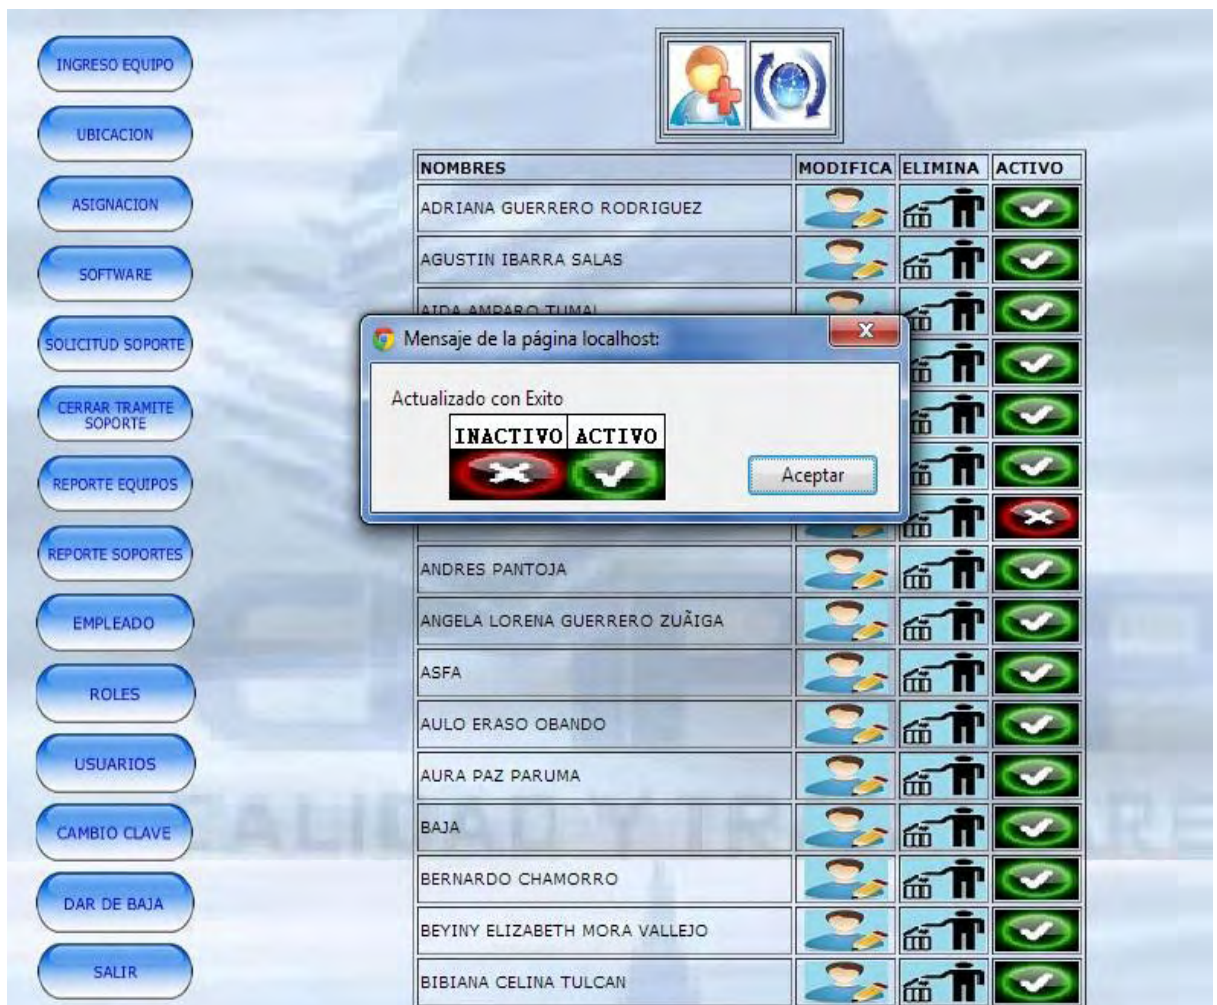 INGRESO EQUIPO
UBICACION
ASIGNACION
SOFTWARE
SOLICITUD SOPORTE
CERRAR TRAMITE
SOPORTE
REPORTE EQUIPOS
REPORTE SOPORTES
EMPLEADO
ROLES
USUARIOS
CAMBIO CLAVE
DAR DE BAJA
SALIR
NOMBRES MODIFICA ELIMINA ACTIVO
ADRIANA GUERRERO RODRIGUEZ
AGUSTIN IBARRA SALAS
AIDA AMPARO TUMAL
Mensaje de la página localhost:
Actualizado con Exito
INACTIVO ACTIVO
Aceptar
ANDRES PANTOJA
ANGELA LORENA GUERRERO ZUÃIGA
ASFA
AULO ERASO OBANDO
AURA PAZ PARUMA
BAJA
BERNARDO CHAMORRO
BEYINY ELIZABETH MORA VALLEJO
BIBIANA CELINA TULCAN